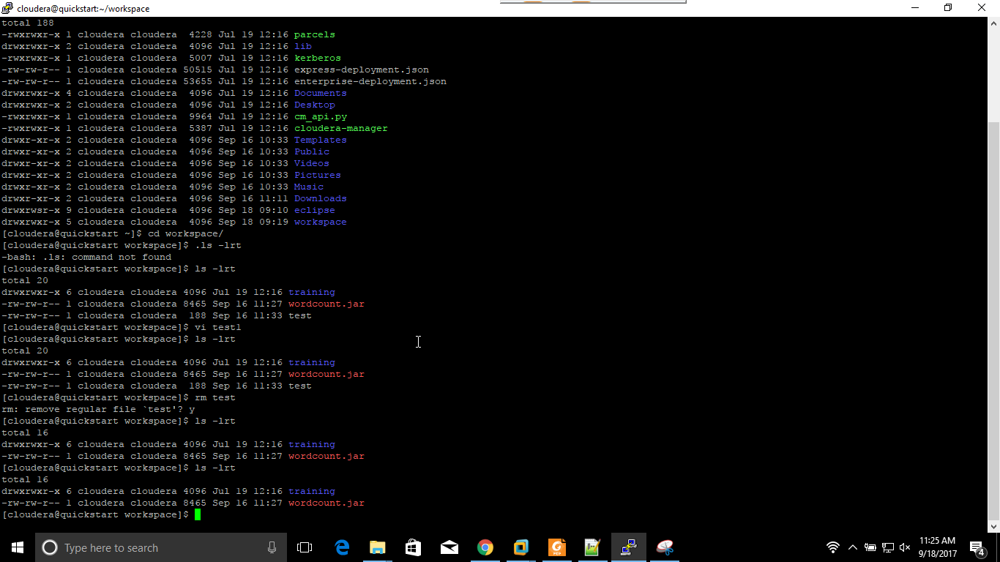 cloudera@quickstart:~/workspace
total 188
-rwxrwxr-x 1 cloudera cloudera  4228 Jul 19 12:16 parcels
drwxrwxr-x 2 cloudera cloudera  4096 Jul 19 12:16 lib
-rwxrwxr-x 1 cloudera cloudera  5007 Jul 19 12:16 kerberos
-rw-rw-r-- 1 cloudera cloudera 50515 Jul 19 12:16 express-deployment.json
-rw-rw-r-- 1 cloudera cloudera 53655 Jul 19 12:16 enterprise-deployment.json
drwxrwxr-x 4 cloudera cloudera  4096 Jul 19 12:16 Documents
drwxrwxr-x 2 cloudera cloudera  4096 Jul 19 12:16 Desktop
-rwxrwxr-x 1 cloudera cloudera  9964 Jul 19 12:16 cm_api.py
-rwxrwxr-x 1 cloudera cloudera  5387 Jul 19 12:16 cloudera-manager
drwxr-xr-x 2 cloudera cloudera  4096 Sep 16 10:33 Templates
drwxr-xr-x 2 cloudera cloudera  4096 Sep 16 10:33 Public
drwxr-xr-x 2 cloudera cloudera  4096 Sep 16 10:33 Videos
drwxr-xr-x 2 cloudera cloudera  4096 Sep 16 10:33 Pictures
drwxr-xr-x 2 cloudera cloudera  4096 Sep 16 10:33 Music
drwxr-xr-x 2 cloudera cloudera  4096 Sep 16 11:11 Downloads
drwxrwsr-x 9 cloudera cloudera  4096 Sep 18 09:10 eclipse
drwxrwxr-x 5 cloudera cloudera  4096 Sep 18 09:19 workspace
[cloudera@quickstart ~]$ cd workspace/
[cloudera@quickstart workspace]$ .ls -lrt
-bash: .ls: command not found
[cloudera@quickstart workspace]$ ls -lrt
total 20
drwxrwxr-x 6 cloudera cloudera 4096 Jul 19 12:16 training
-rw-rw-r-- 1 cloudera cloudera 8465 Sep 16 11:27 wordcount.jar
-rw-rw-r-- 1 cloudera cloudera  188 Sep 16 11:33 test
[cloudera@quickstart workspace]$ vi test1
[cloudera@quickstart workspace]$ ls -lrt
total 20
drwxrwxr-x 6 cloudera cloudera 4096 Jul 19 12:16 training
-rw-rw-r-- 1 cloudera cloudera 8465 Sep 16 11:27 wordcount.jar
-rw-rw-r-- 1 cloudera cloudera  188 Sep 16 11:33 test
[cloudera@quickstart workspace]$ rm test
rm: remove regular file `test'? y
[cloudera@quickstart workspace]$ ls -lrt
total 16
drwxrwxr-x 6 cloudera cloudera 4096 Jul 19 12:16 training
-rw-rw-r-- 1 cloudera cloudera 8465 Sep 16 11:27 wordcount.jar
[cloudera@quickstart workspace]$ ls -lrt
total 16
drwxrwxr-x 6 cloudera cloudera 4096 Jul 19 12:16 training
-rw-rw-r-- 1 cloudera cloudera 8465 Sep 16 11:27 wordcount.jar
[cloudera@quickstart workspace]$
Type here to search
PDF
11:25 AM
9/18/2017
4